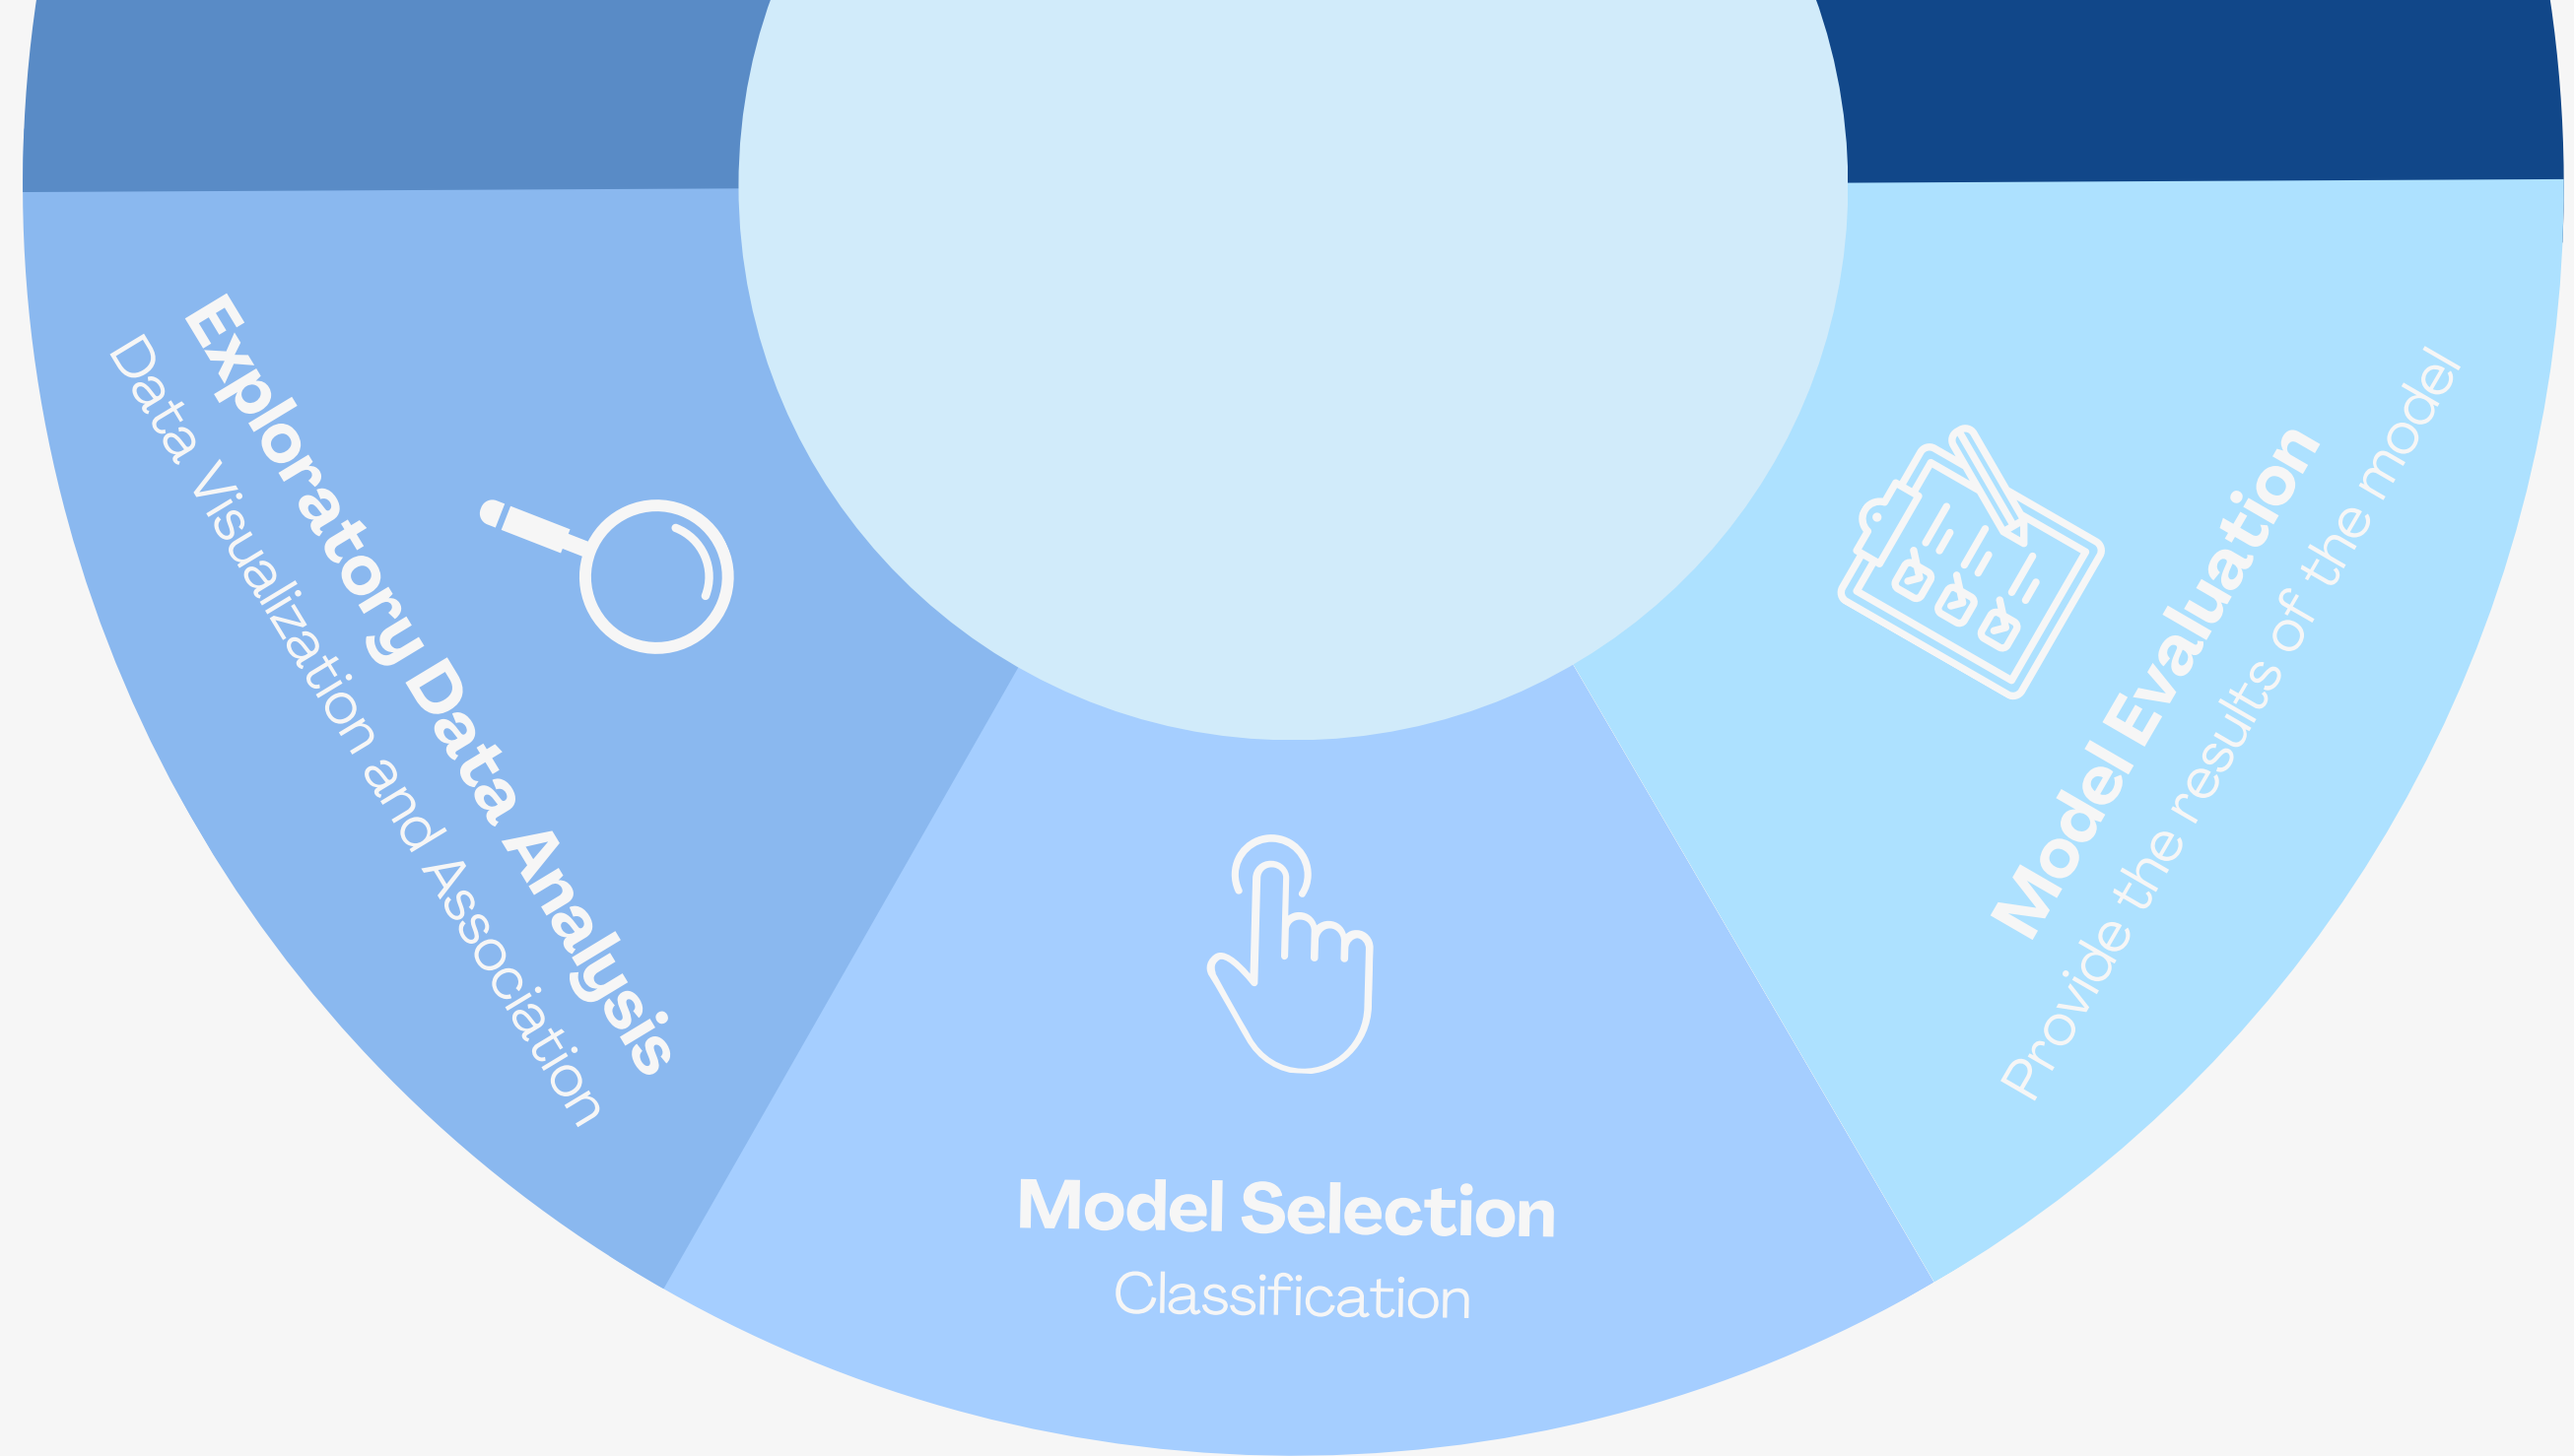 Exploratory Data Analysis
Data Visualization and Association
Model Selection
Classification
Model Evaluation
Provide the results of the model